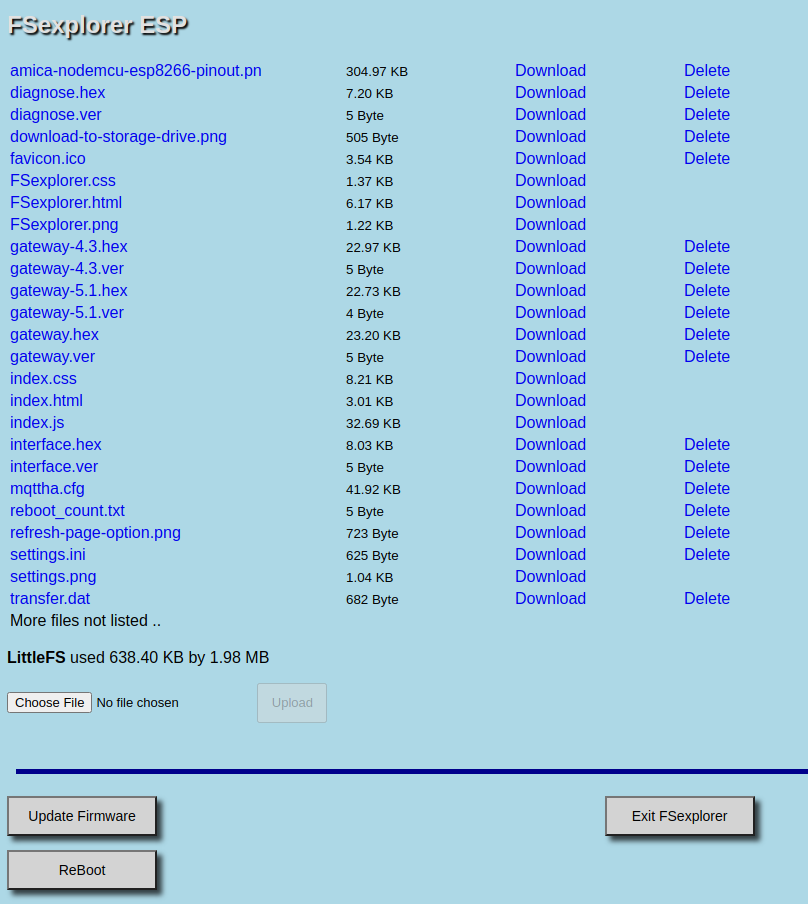 FSexplorer ESP
amica-nodemcu-esp8266-pinout.pn 304.97 KB Download Delete
diagnose.hex 7.20 KB Download Delete
diagnose.ver 5 Byte Download Delete
download-to-storage-drive.png 505 Byte Download Delete
favicon.ico 3.54 KB Download Delete
FSexplorer.css 1.37 KB Download
FSexplorer.html 6.17 KB Download
FSexplorer.png 1.22 KB Download
gateway-4.3.hex 22.97 KB Download Delete
gateway-4.3.ver 5 Byte Download Delete
gateway-5.1.hex 22.73 KB Download Delete
gateway-5.1.ver 4 Byte Download Delete
gateway.hex 23.20 KB Download Delete
gateway.ver 5 Byte Download Delete
index.css 8.21 KB Download
index.html 3.01 KB Download
index.js 32.69 KB Download
interface.hex 8.03 KB Download Delete
interface.ver 5 Byte Download Delete
mqttha.cfg 41.92 KB Download Delete
reboot_count.txt 5 Byte Download Delete
refresh-page-option.png 723 Byte Download Delete
settings.ini 625 Byte Download Delete
settings.png 1.04 KB Download
transfer.dat 682 Byte Download Delete
More files not listed ..
LittleFS used 638.40 KB by 1.98 MB
Choose File No file chosen Upload
Update Firmware Exit FSexplorer
ReBoot